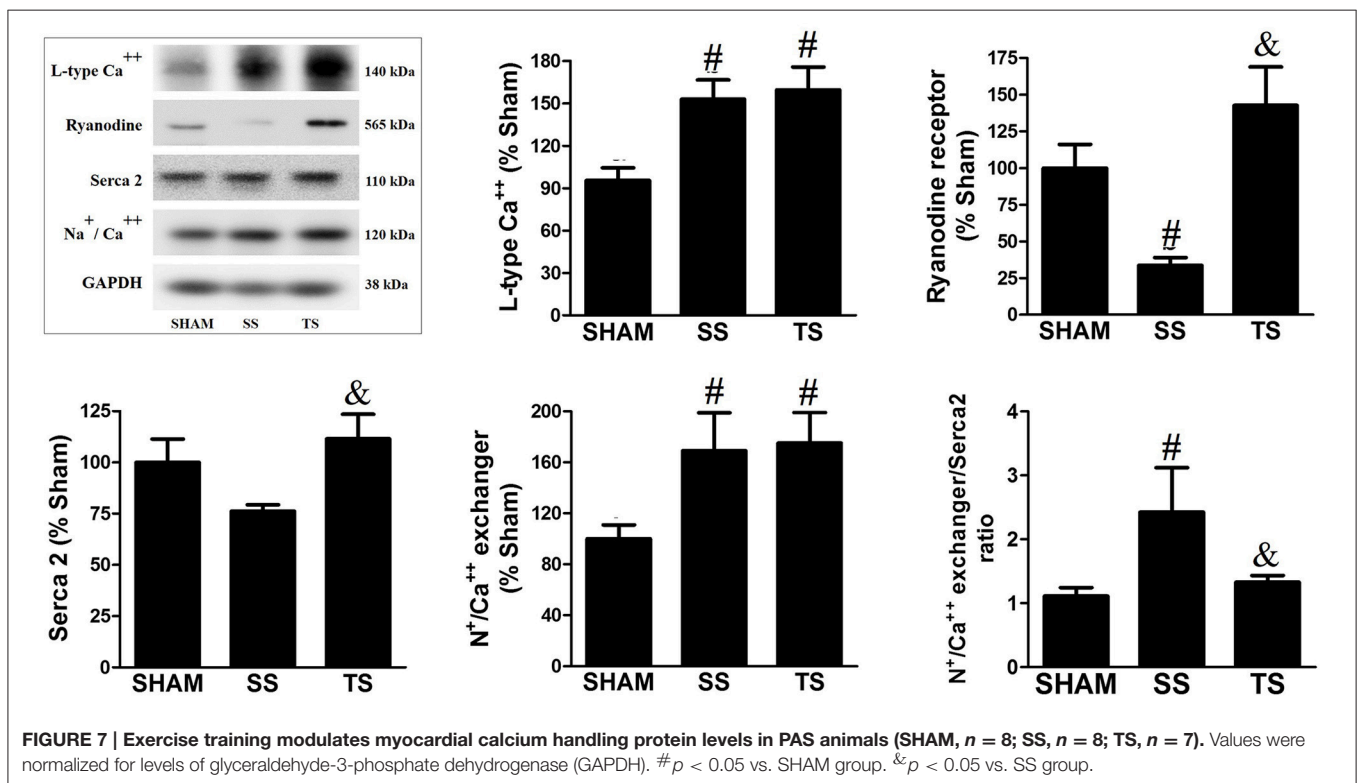 L-type Ca++
140 kDa
Ryanodine
565 kDa
Serca 2
110 kDa
Na+/ Ca++
120 kDa
GAPDH
38 kDa
SHAM SS TS
L-type Ca++ (% Sham)
180
150
120
90
60
30
0
# #
SHAM SS TS
Ryanodine receptor
(% Sham)
175
150
125
100
75
50
25
0
# &
SHAM SS TS
Serca 2 (% Sham)
125
100
75
50
25
0
&
SHAM SS TS
N+/Ca++ exchanger
(% Sham)
200
160
120
80
40
0
# #
SHAM SS TS
N+/Ca++ exchanger/Serca2
ratio
4
3
2
1
0
# &
SHAM SS TS
FIGURE 7 | Exercise training modulates myocardial calcium handling protein levels in PAS animals (SHAM, n = 8; SS, n = 8; TS, n = 7). Values were
normalized for levels of glyceraldehyde-3-phosphate dehydrogenase (GAPDH). #p < 0.05 vs. SHAM group. &p < 0.05 vs. SS group.